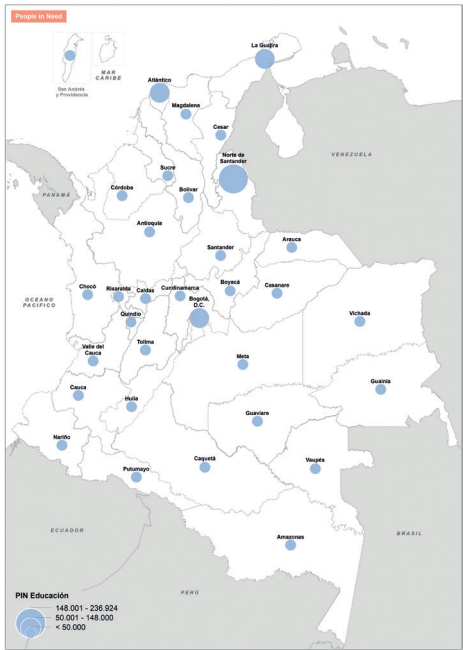 People in Need
San Andrés
y Providencia
MAR
CARIBE
La Guajira
Atlántico
Magdalena
Cesar
Norte de
Santander
VENEZUELA
Sucre
Córdoba
Bolívar
PANAMÁ
Antioquia
Santander
Arauca
OCEANO
PACIFICO
Chocó
Risaralda
Caldas
Cundinamarca
Boyacá
Casanare
Bogotá,
D.C.
Quindio
Vichada
Valle del
Cauca
Tolima
Meta
Guainía
Cauca
Huila
Guaviare
Nariño
Caquetá
Vaupés
Putumayo
ECUADOR
BRASIL
Amazonas
PERÚ
PIN Educación
148.001 - 236.924
50.001 - 148.000
< 50.000